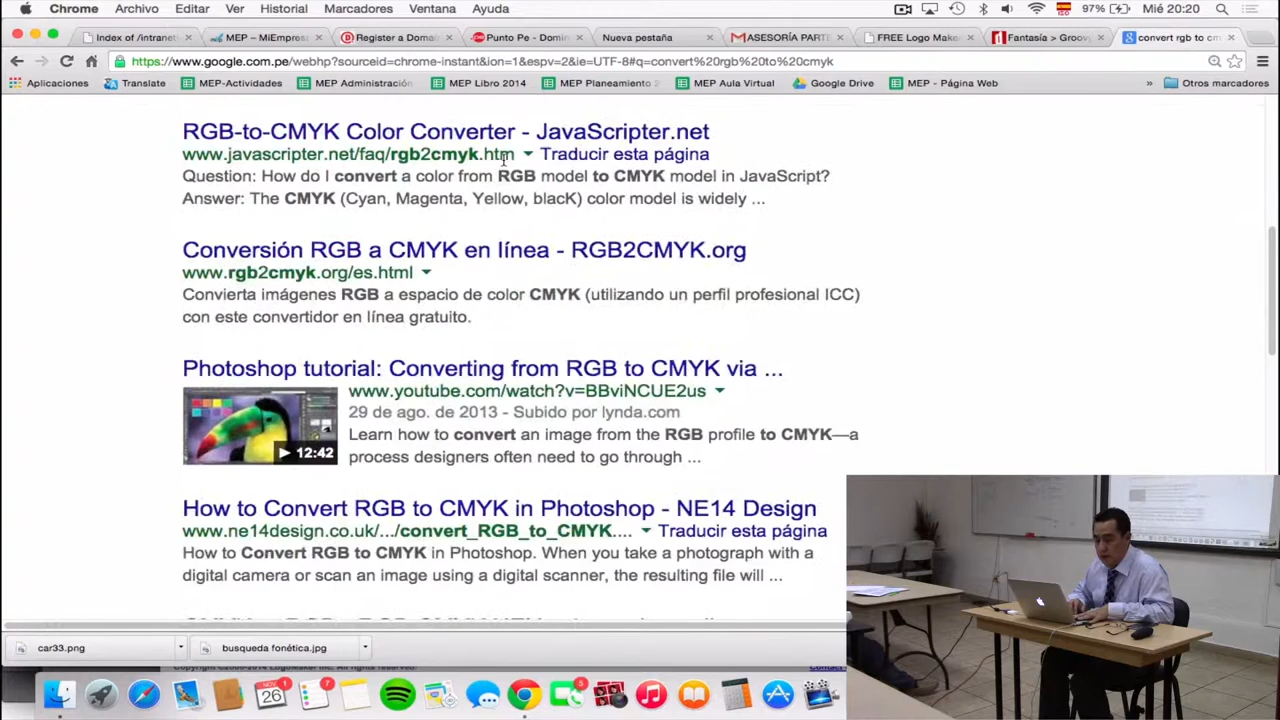 Chrome Archivo Editar Ver Historial Marcadores Ventana Ayuda 97% Mié 20:20
Index of /intranet MEP – MiEmpres Register a Domai Punto Pe - Domin Nueva pestaña ASESORÍA PARTE FREE Logo Make Fantasía > Groov convert rgb to cm
https://www.google.com.pe/webhp?sourceid=chrome-instant&ion=1&espv=2&ie=UTF-8#q=convert%20rgb%20to%20cmyk
Aplicaciones Translate MEP-Actividades MEP Administración MEP Libro 2014 MEP Planeamiento S MEP Aula Virtual Google Drive MEP - Página Web » Otros marcadores
RGB-to-CMYK Color Converter - JavaScripter.net
www.javascripter.net/faq/rgb2cmyk.htm Traducir esta página
Question: How do I convert a color from RGB model to CMYK model in JavaScript?
Answer: The CMYK (Cyan, Magenta, Yellow, blacK) color model is widely ...
Conversión RGB a CMYK en línea - RGB2CMYK.org
www.rgb2cmyk.org/es.html
Convierta imágenes RGB a espacio de color CMYK (utilizando un perfil profesional ICC)
con este convertidor en línea gratuito.
Photoshop tutorial: Converting from RGB to CMYK via ...
www.youtube.com/watch?v=BBviNCUE2us
29 de ago. de 2013 - Subido por lynda.com
Learn how to convert an image from the RGB profile to CMYK—a
12:42
process designers often need to go through ...
How to Convert RGB to CMYK in Photoshop - NE14 Design
www.ne14design.co.uk/.../convert_RGB_to_CMYK.... Traducir esta página
How to Convert RGB to CMYK in Photoshop. When you take a photograph with a
digital camera or scan an image using a digital scanner, the resulting file will ...
car33.png busqueda fonética.jpg
26 1 7 5